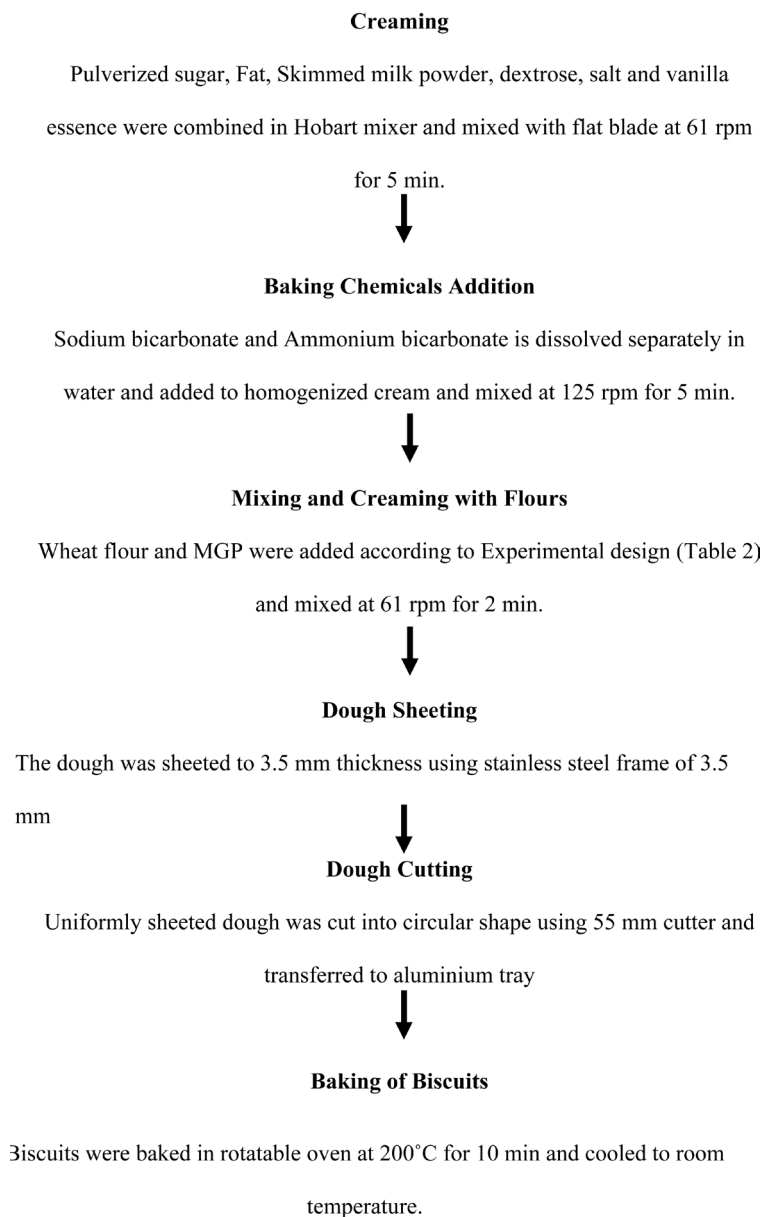 Creaming
Pulverized sugar, Fat, Skimmed milk powder, dextrose, salt and vanilla
essence were combined in Hobart mixer and mixed with flat blade at 61 rpm
for 5 min.
Baking Chemicals Addition
Sodium bicarbonate and Ammonium bicarbonate is dissolved separately in
water and added to homogenized cream and mixed at 125 rpm for 5 min.
Mixing and Creaming with Flours
Wheat flour and MGP were added according to Experimental design (Table 2)
and mixed at 61 rpm for 2 min.
Dough Sheeting
The dough was sheeted to 3.5 mm thickness using stainless steel frame of 3.5
mm
Dough Cutting
Uniformly sheeted dough was cut into circular shape using 55 mm cutter and
transferred to aluminium tray
Baking of Biscuits
Biscuits were baked in rotatable oven at 200˚C for 10 min and cooled to room
temperature.